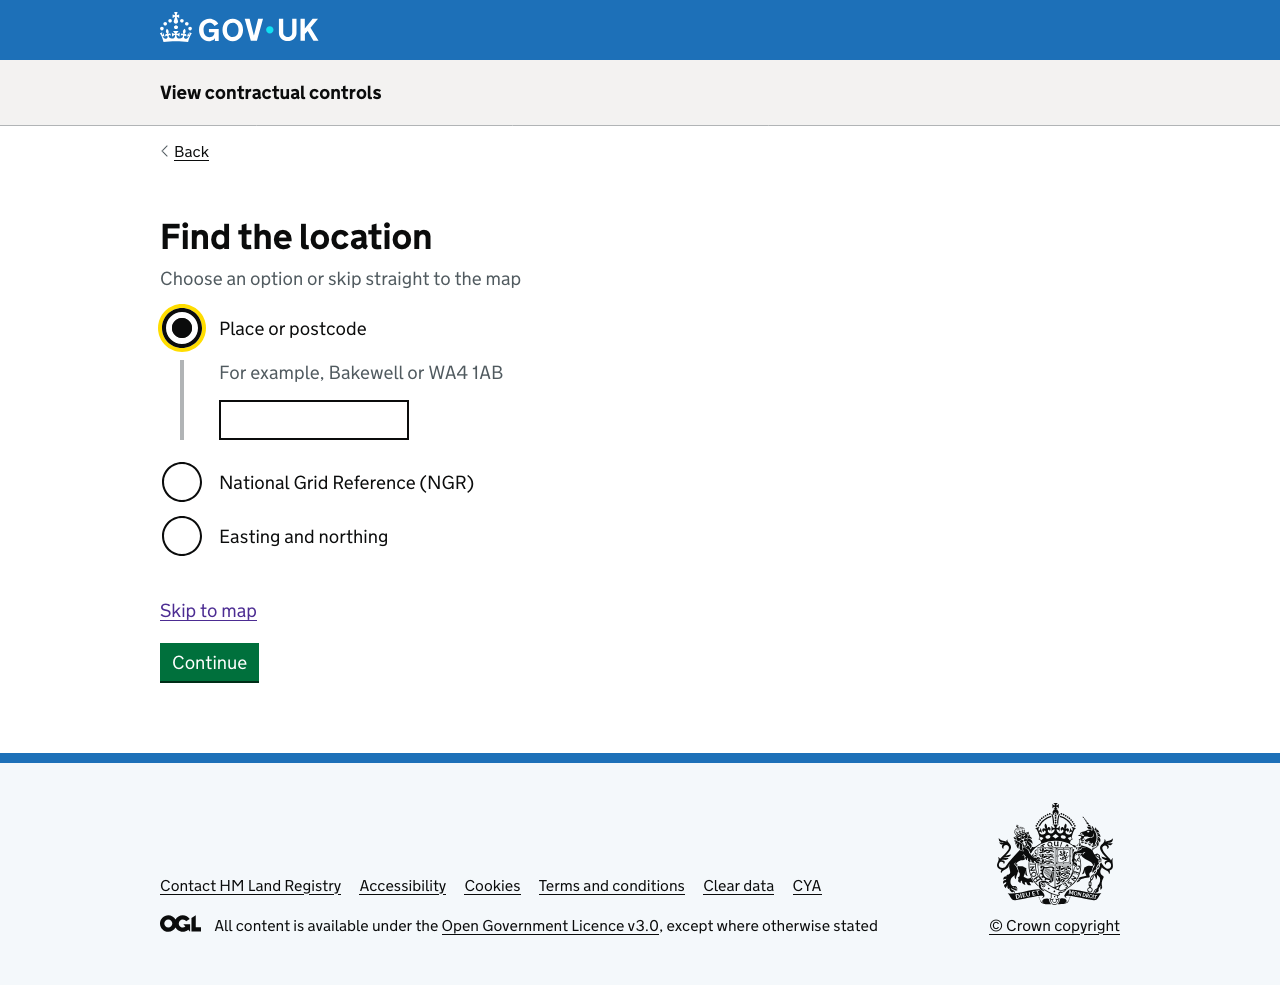 GOV·UK
View contractual controls
Back
Find the location
Choose an option or skip straight to the map
Place or postcode
For example, Bakewell or WA4 1AB
National Grid Reference (NGR)
Easting and northing
Skip to map
Continue
Contact HM Land Registry Accessibility Cookies Terms and conditions Clear data CYA
OGL All content is available under the Open Government Licence v3.0, except where otherwise stated
© Crown copyright